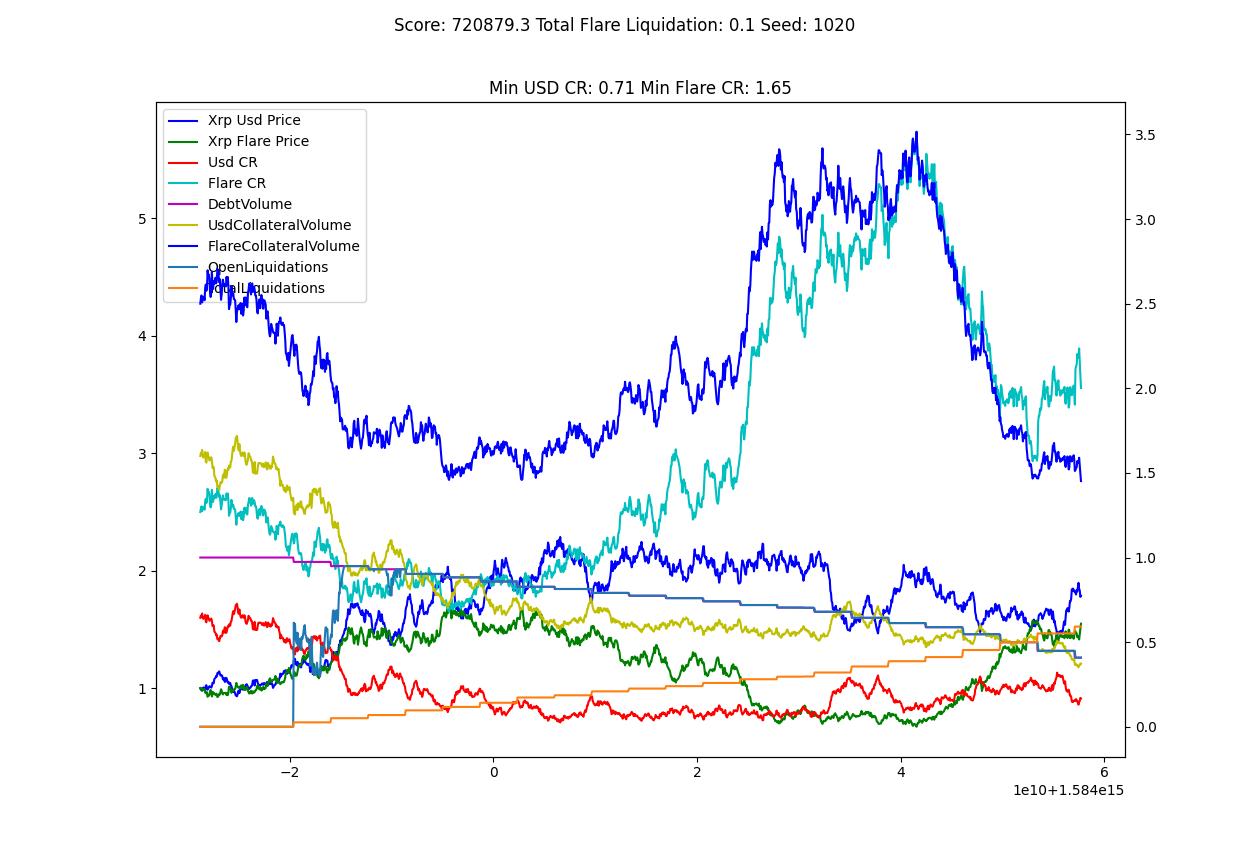 Score: 720879.3 Total Flare Liquidation: 0.1 Seed: 1020
Min USD CR: 0.71 Min Flare CR: 1.65
Xrp Usd Price
Xrp Flare Price
Usd CR
Flare CR
DebtVolume
UsdCollateralVolume
FlareCollateralVolume
OpenLiquidations
TotalLiquidations
5
4
3
2
1
3.5
3.0
2.5
2.0
1.5
1.0
0.5
0.0
−2 0 2 4 6
1e10+1.584e15